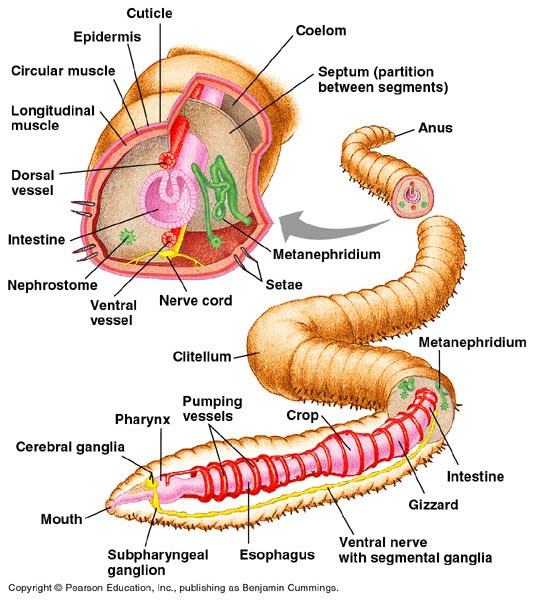 Cuticle
Epidermis
Coelom
Circular muscle
Septum (partition
between segments)
Longitudinal
muscle
Anus
Dorsal
vessel
Intestine
Metanephridium
Nephrostome
Setae
Ventral
vessel
Nerve cord
Metanephridium
Clitellum
Pumping
vessels
Crop
Pharynx
Cerebral ganglia
Intestine
Gizzard
Mouth
Subpharyngeal
ganglion
Esophagus
Ventral nerve
with segmental ganglia
Copyright © Pearson Education, Inc., publishing as Benjamin Cummings.